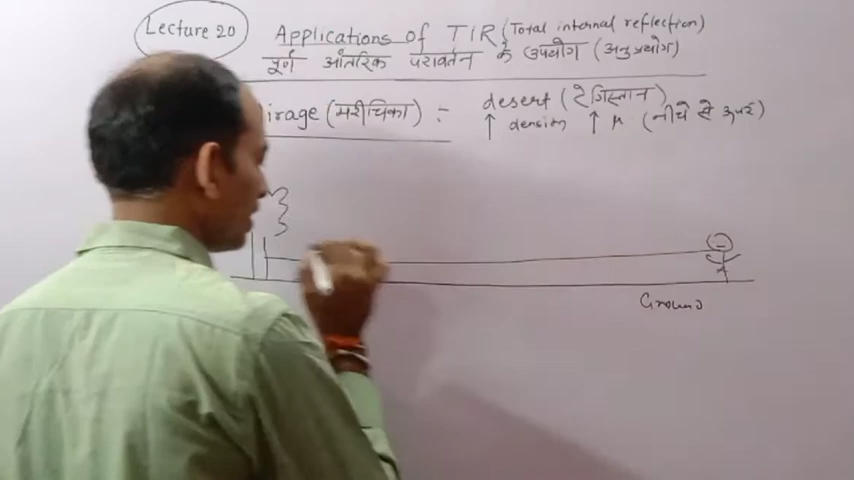 Lecture 20
Applications of TIR (Total internal reflection)
पूर्ण आंतरिक परावर्तन के उपयोग (अनुप्रयोग)
irage (मरीचिका) :- desert (रेगिस्तान)
↑ density ↑ μ (नीचे से ऊपर)
Ground